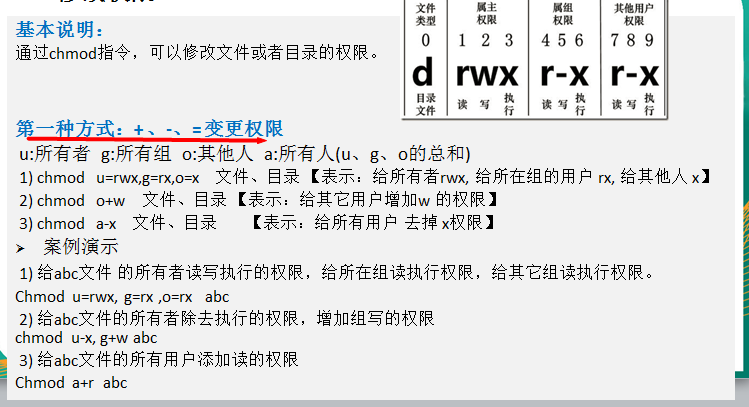 基本说明：
通过chmod指令，可以修改文件或者目录的权限。
文件类型 属主权限 属组权限 其他用户权限
0 1 2 3 4 5 6 7 8 9
d rwx r-x r-x
目录文件 读 写 执行 读 写 执行 读 写 执行
第一种方式：+ 、-、= 变更权限
u:所有者 g:所有组 o:其他人 a:所有人(u、g、o的总和)
1) chmod u=rwx,g=rx,o=x 文件、目录【表示：给所有者rwx, 给所在组的用户 rx, 给其他人 x】
2) chmod o+w 文件、目录【表示：给其它用户增加w 的权限】
3) chmod a-x 文件、目录 【表示：给所有用户 去掉 x权限】
➢ 案例演示
1) 给abc文件 的所有者读写执行的权限，给所在组读执行权限，给其它组读执行权限。
Chmod u=rwx, g=rx ,o=rx abc
2) 给abc文件的所有者除去执行的权限，增加组写的权限
chmod u-x, g+w abc
3) 给abc文件的所有用户添加读的权限
Chmod a+r abc